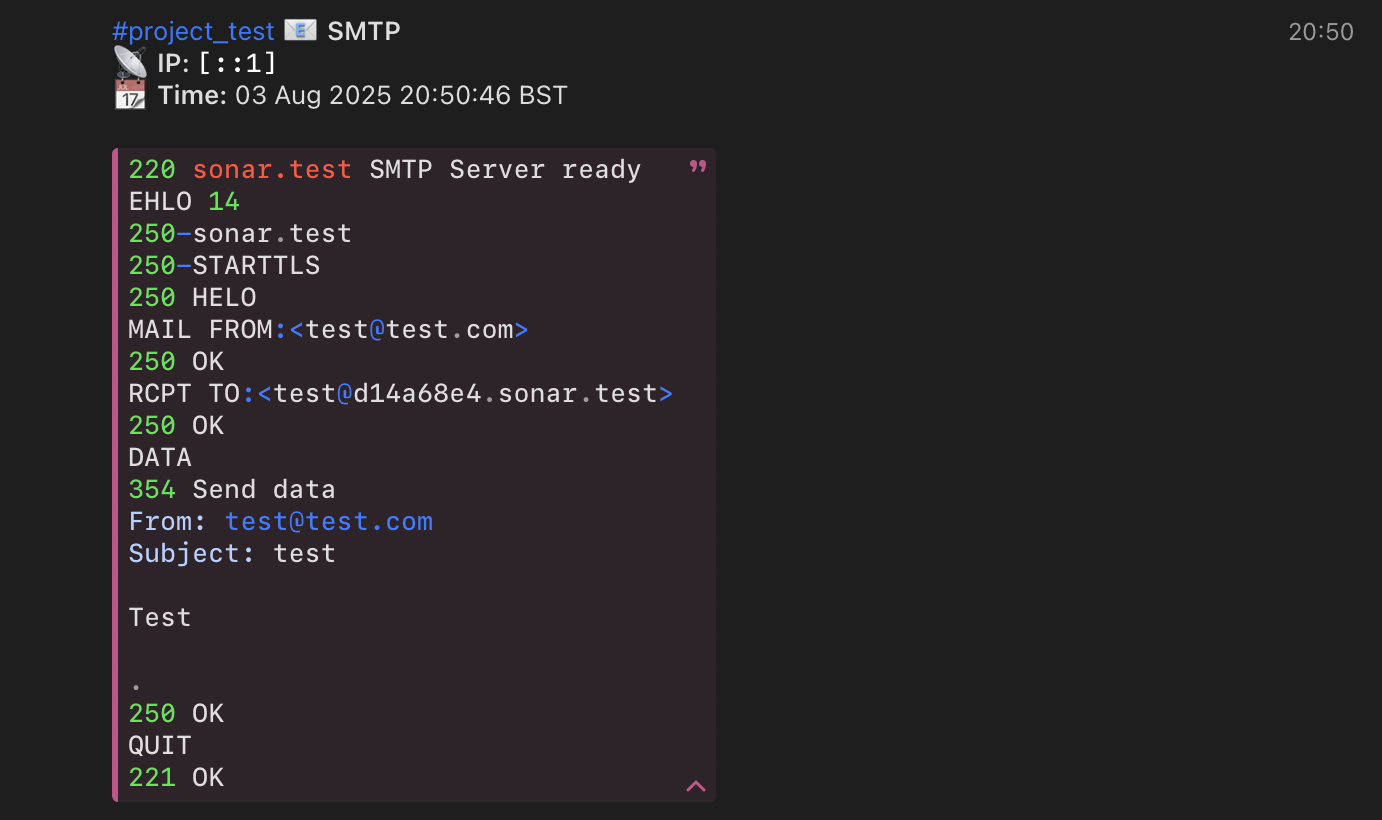 #project_test 📧 SMTP
20:50
📡 IP: [::1]
📅 Time: 03 Aug 2025 20:50:46 BST
220 sonar.test SMTP Server ready
EHLO 14
250-sonar.test
250-STARTTLS
250 HELO
MAIL FROM:<test@test.com>
250 OK
RCPT TO:<test@d14a68e4.sonar.test>
250 OK
DATA
354 Send data
From: test@test.com
Subject: test
Test
.
250 OK
QUIT
221 OK